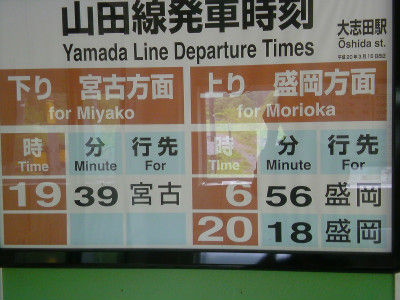 山田線発車時刻
Yamada Line Departure Times
大志田駅
Ōshida st.
下り 宮古方面
for Miyako
上り 盛岡方面
for Morioka
時 分 行先 時 分 行先
Time Minute For Time Minute For
19 39 宮古 6 56 盛岡
20 18 盛岡